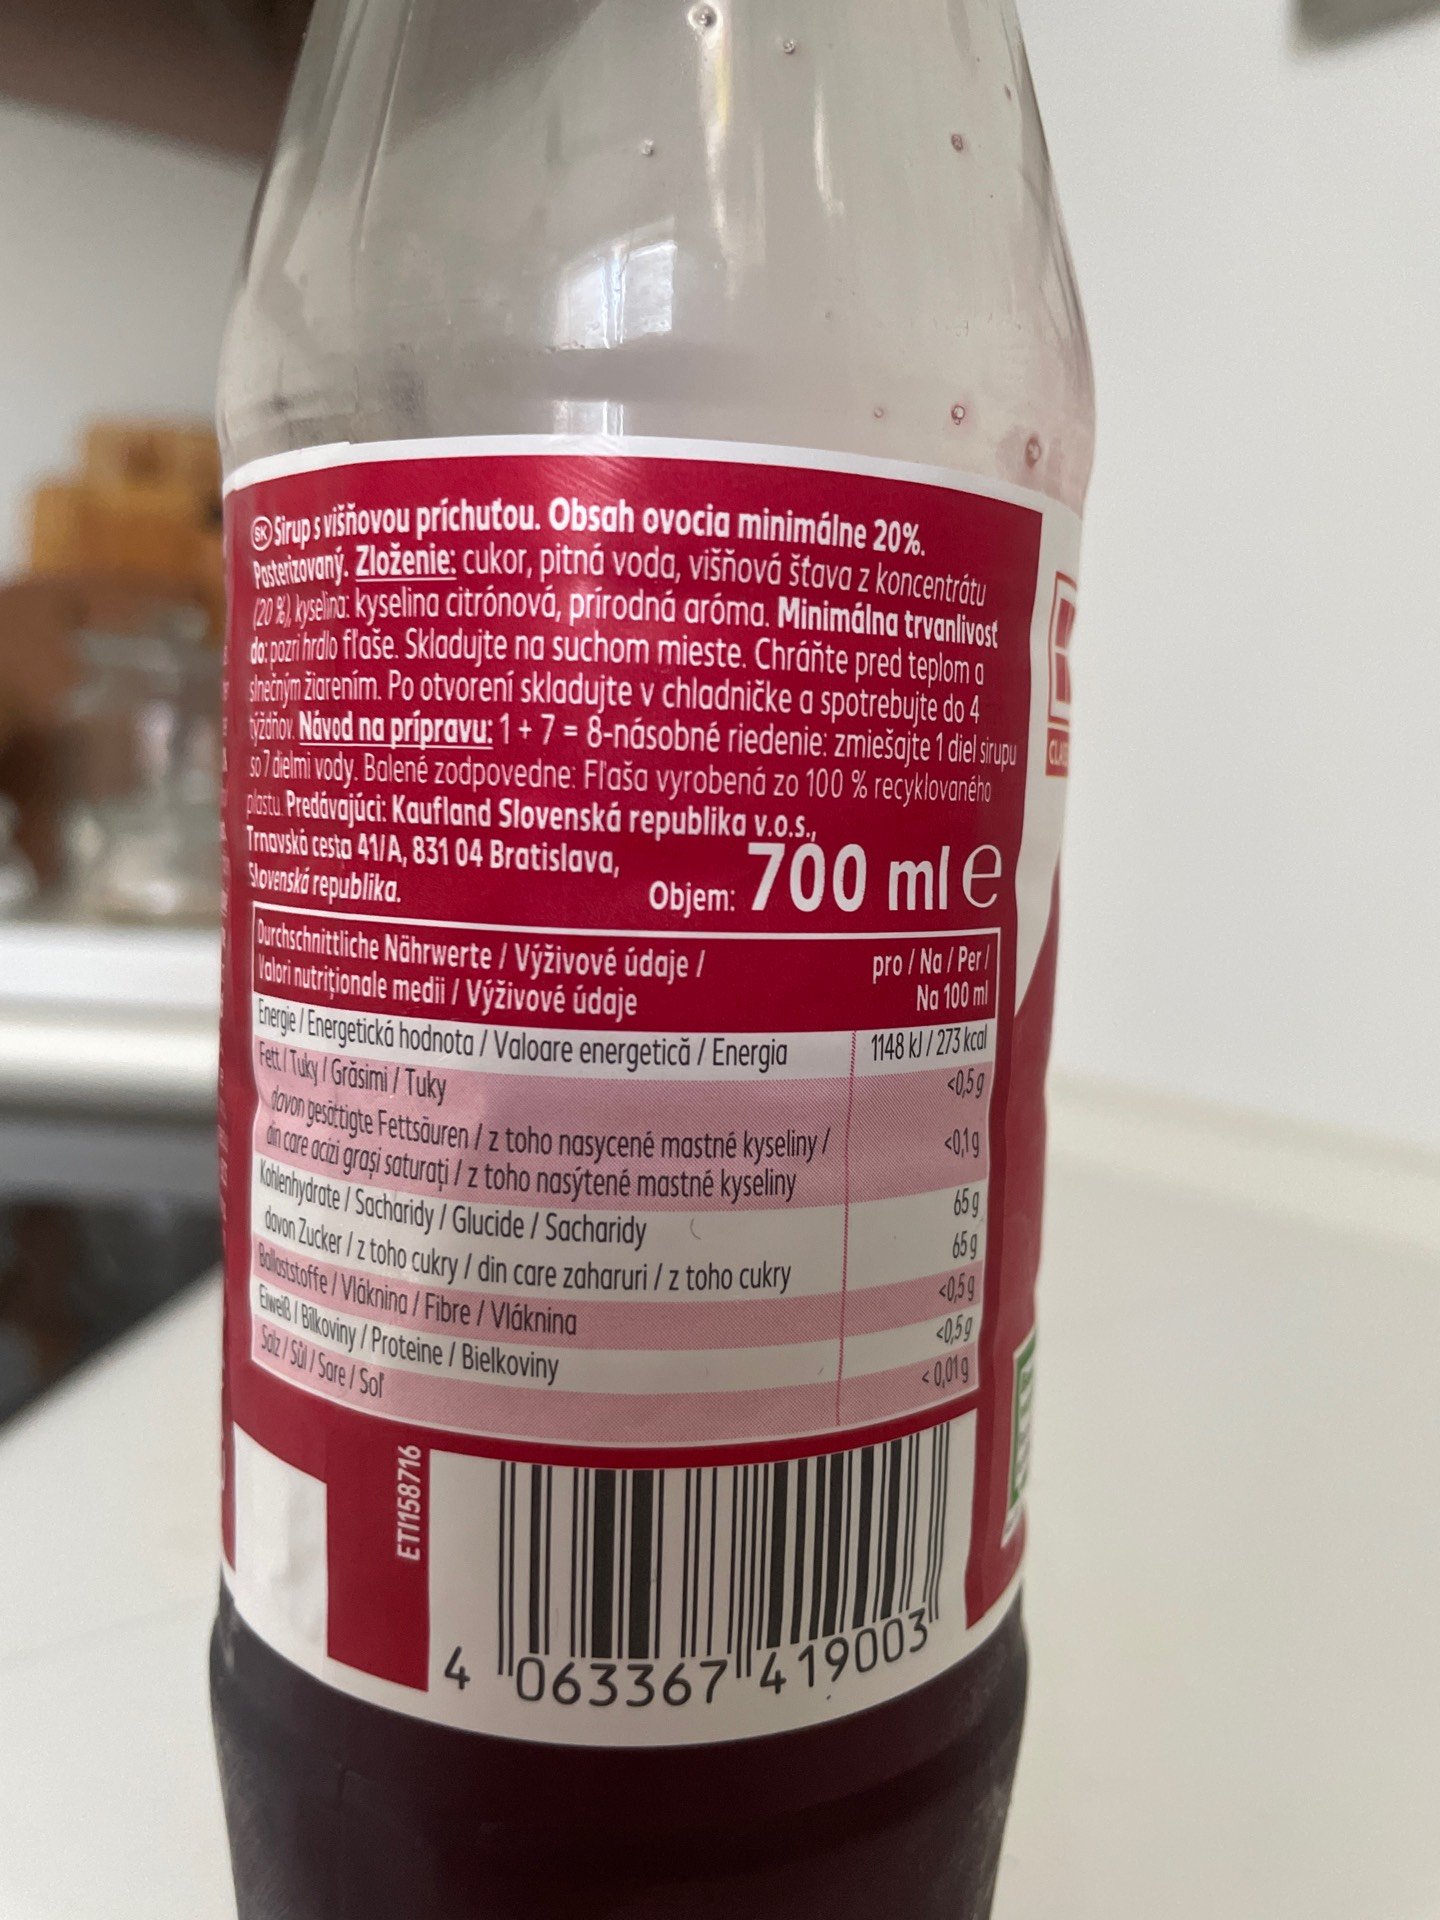 SK Sirup s višňovou príchuťou. Obsah ovocia minimálne 20%.
Pasterizovaný. Zloženie: cukor, pitná voda, višňová šťava z koncentrátu
(20 %), kyselina: kyselina citrónová, prírodná aróma. Minimálna trvanlivosť
do: pozri hrdlo fľaše. Skladujte na suchom mieste. Chráňte pred teplom a
slnečným žiarením. Po otvorení skladujte v chladničke a spotrebujte do 4
týždňov. Návod na prípravu: 1 + 7 = 8-násobné riedenie: zmiešajte 1 diel sirupu
so 7 dielmi vody. Balené zodpovedne: Fľaša vyrobená zo 100 % recyklovaného
plastu. Predávajúci: Kaufland Slovenská republika v.o.s.,
Trnavská cesta 41/A, 831 04 Bratislava,
Slovenská republika.
Objem: 700 ml e
Durchschnittliche Nährwerte / Výživové údaje /
Valori nutriționale medii / Výživové údaje
pro / Na / Per /
Na 100 ml
Energie / Energetická hodnota / Valoare energetică / Energia 1148 kJ / 273 kcal
Fett / Tuky / Grăsimi / Tuky <0,5 g
davon gesättigte Fettsäuren / z toho nasycené mastné kyseliny /
din care acizi grași saturați / z toho nasýtené mastné kyseliny <0,1 g
Kohlenhydrate / Sacharidy / Glucide / Sacharidy 65 g
davon Zucker / z toho cukry / din care zaharuri / z toho cukry 65 g
Ballaststoffe / Vláknina / Fibre / Vláknina <0,5 g
Eiweiß / Bílkoviny / Proteine / Bielkoviny <0,5 g
Salz / Sůl / Sare / Soľ < 0,01 g
ETI158716
4 063367 419003